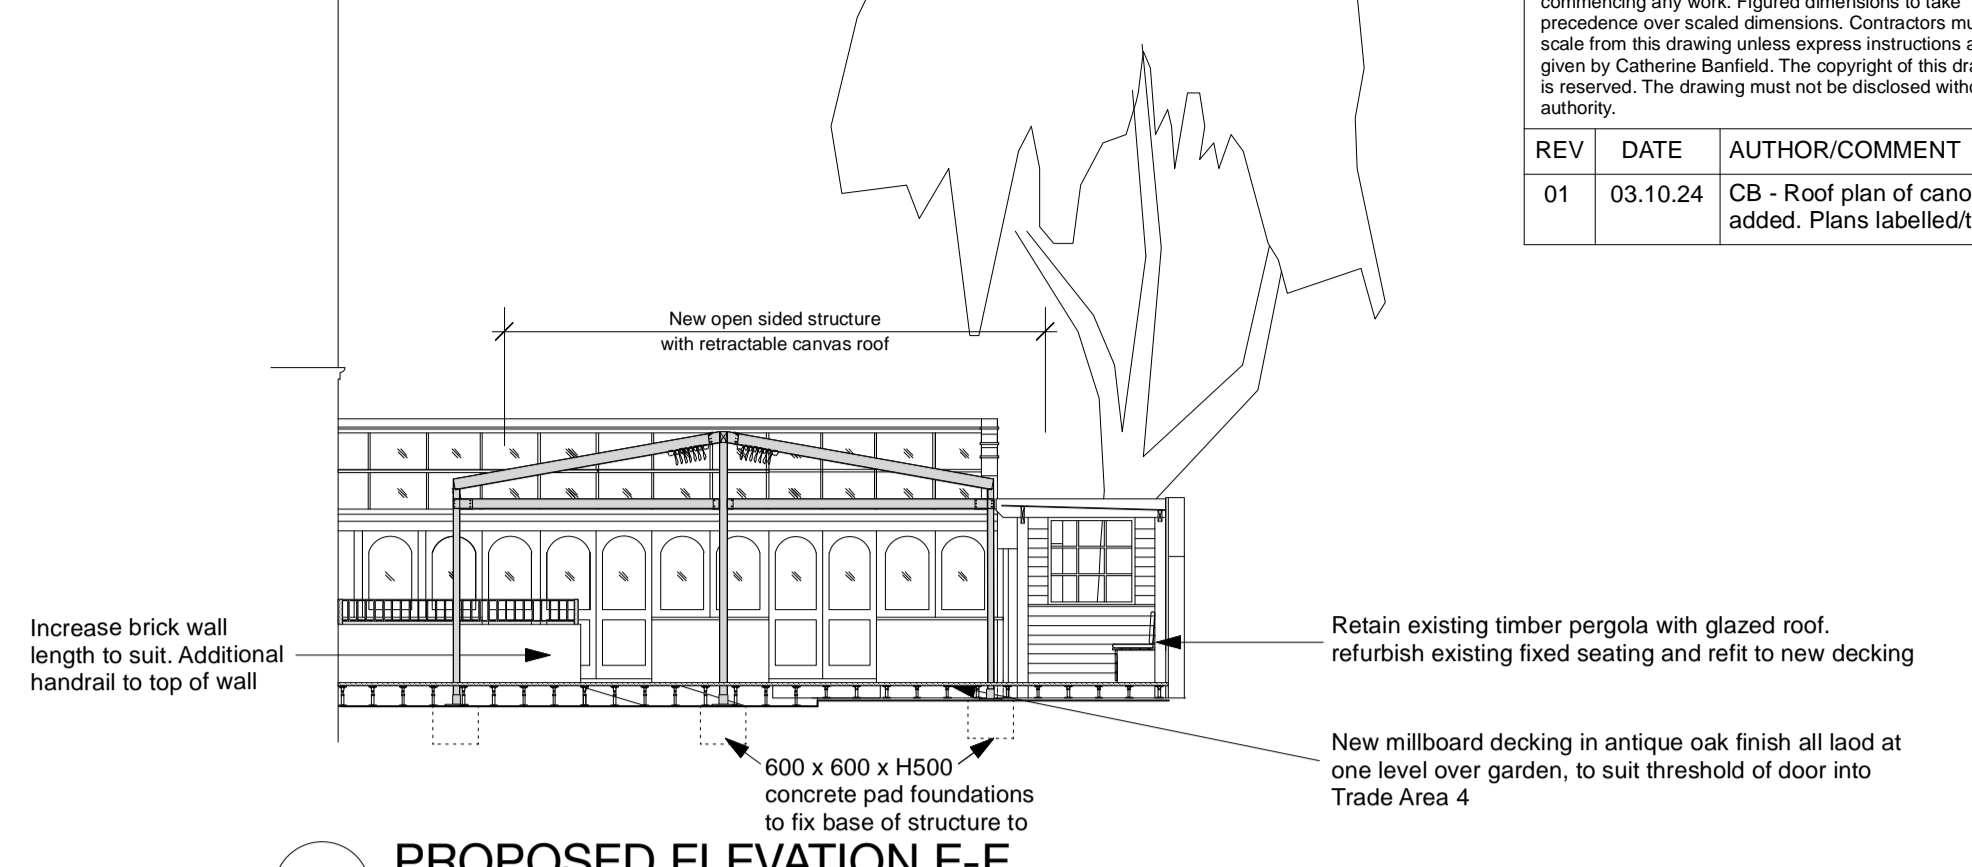 commencing any work. Figured dimensions to take
precedence over scaled dimensions. Contractors
scale from this drawing unless express instructions
given by Catherine Banfield. The copyright of this
is reserved. The drawing must not be disclosed
authority.
REV DATE AUTHOR/COMMENT
01 03.10.24 CB - Roof plan of
added. Plans
New open sided structure
with retractable canvas roof
Increase brick wall
length to suit. Additional
handrail to top of wall
Retain existing timber pergola with glazed roof.
refurbish existing fixed seating and refit to new decking
New millboard decking in antique oak finish all laod at
one level over garden, to suit threshold of door into
Trade Area 4
600 x 600 x H500
concrete pad foundations
to fix base of structure to
PROPOSED ELEVATION E-E